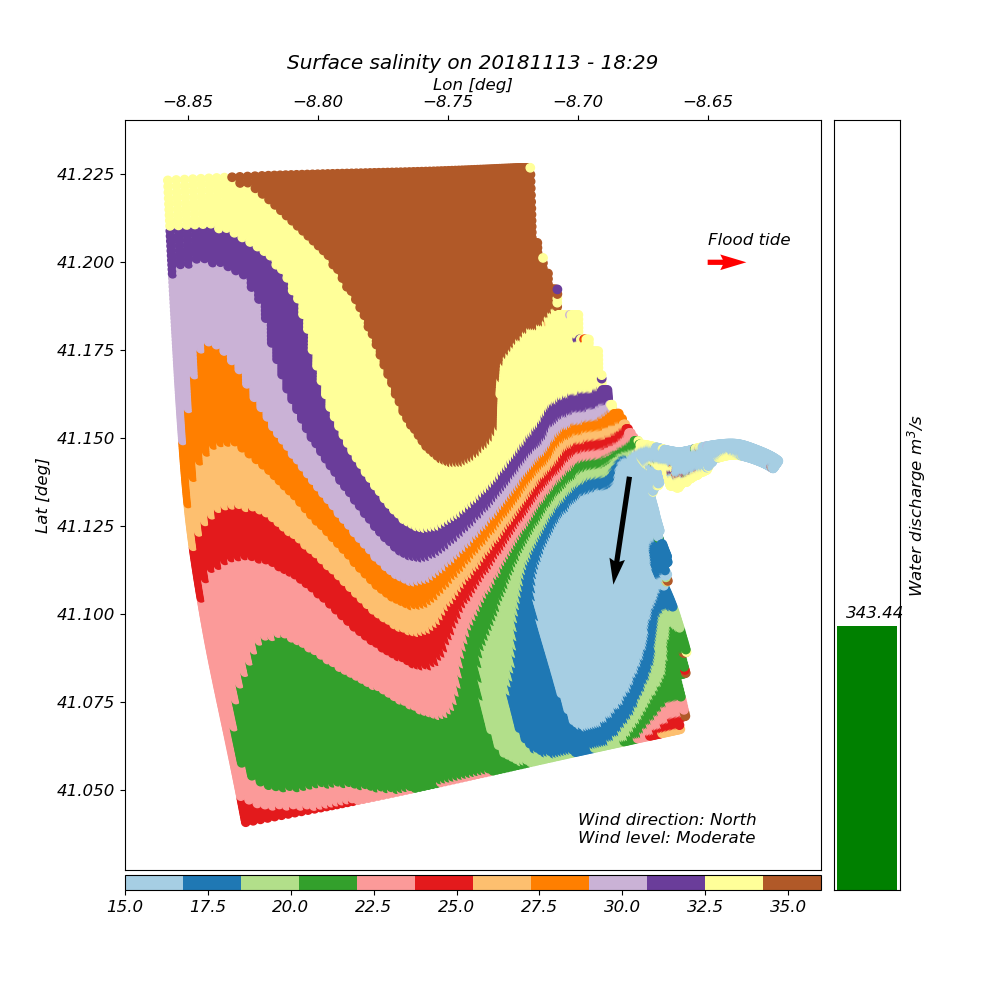 Surface salinity on 20181113 - 18:29
Lon [deg]
−8.85 −8.80 −8.75 −8.70 −8.65
41.225
41.200
41.175
41.150
41.125
41.100
41.075
41.050
Lat [deg]
Flood tide
Wind direction: North
Wind level: Moderate
15.0 17.5 20.0 22.5 25.0 27.5 30.0 32.5 35.0
343.44
Water discharge m³/s